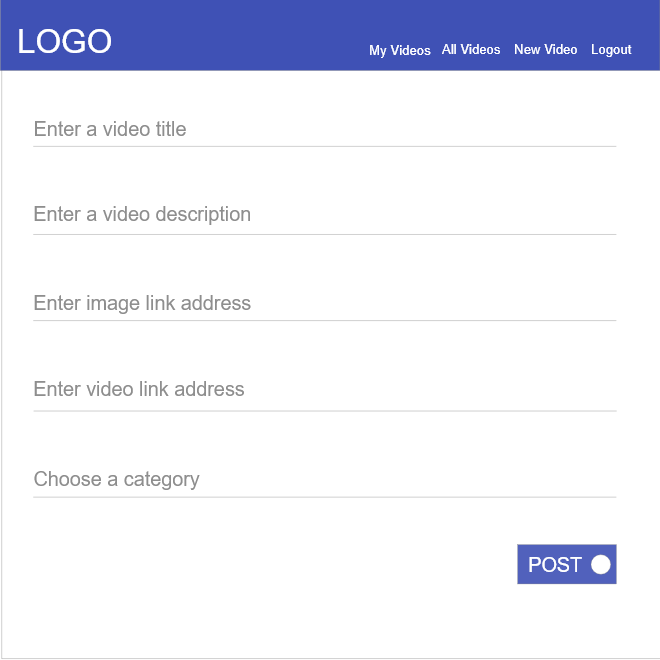 LOGO
My Videos All Videos New Video Logout
Enter a video title
Enter a video description
Enter image link address
Enter video link address
Choose a category
POST